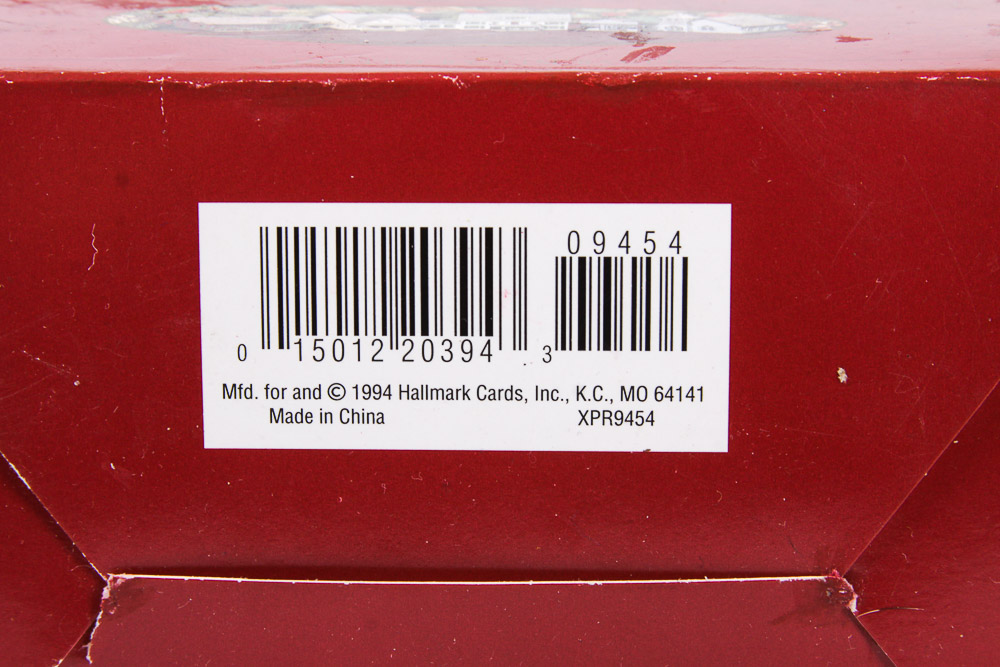 09454
0 15012 20394 3
Mfd. for and © 1994 Hallmark Cards, Inc., K.C., MO 64141
Made in China XPR9454